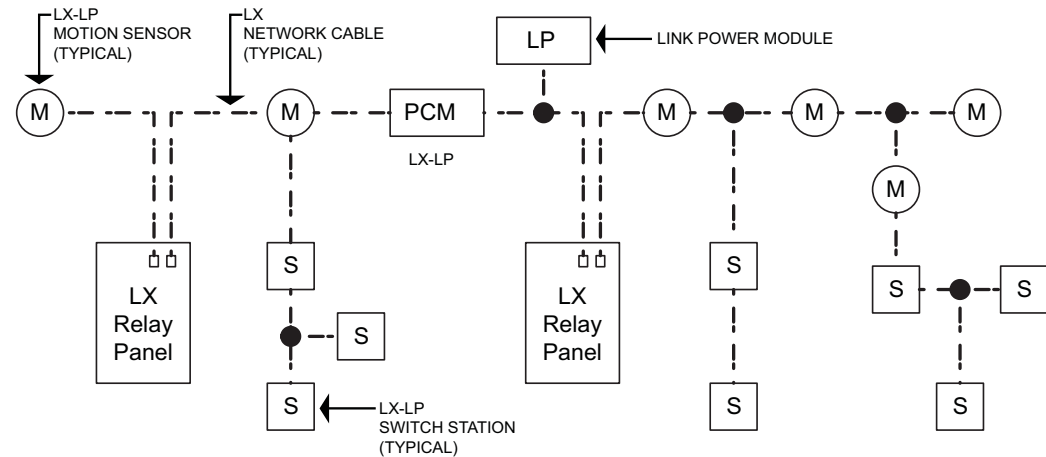 LX-LP
MOTION SENSOR
(TYPICAL)
LX
NETWORK CABLE
(TYPICAL)
LP
LINK POWER MODULE
M
M
PCM
M
M
M
LX-LP
M
S
S
S
S
LX
Relay
Panel
LX
Relay
Panel
S
S
S
S
S
LX-LP
SWITCH STATION
(TYPICAL)